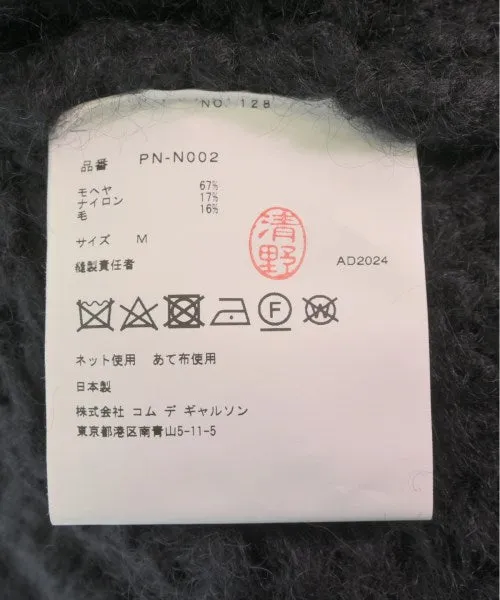 NO. 128
品番 PN-N002
モヘヤ 67%
ナイロン 17%
毛 16%
サイズ M
縫製責任者
清野
AD2024
ネット使用 あて布使用
日本製
株式会社 コム デ ギャルソン
東京都港区南青山5-11-5